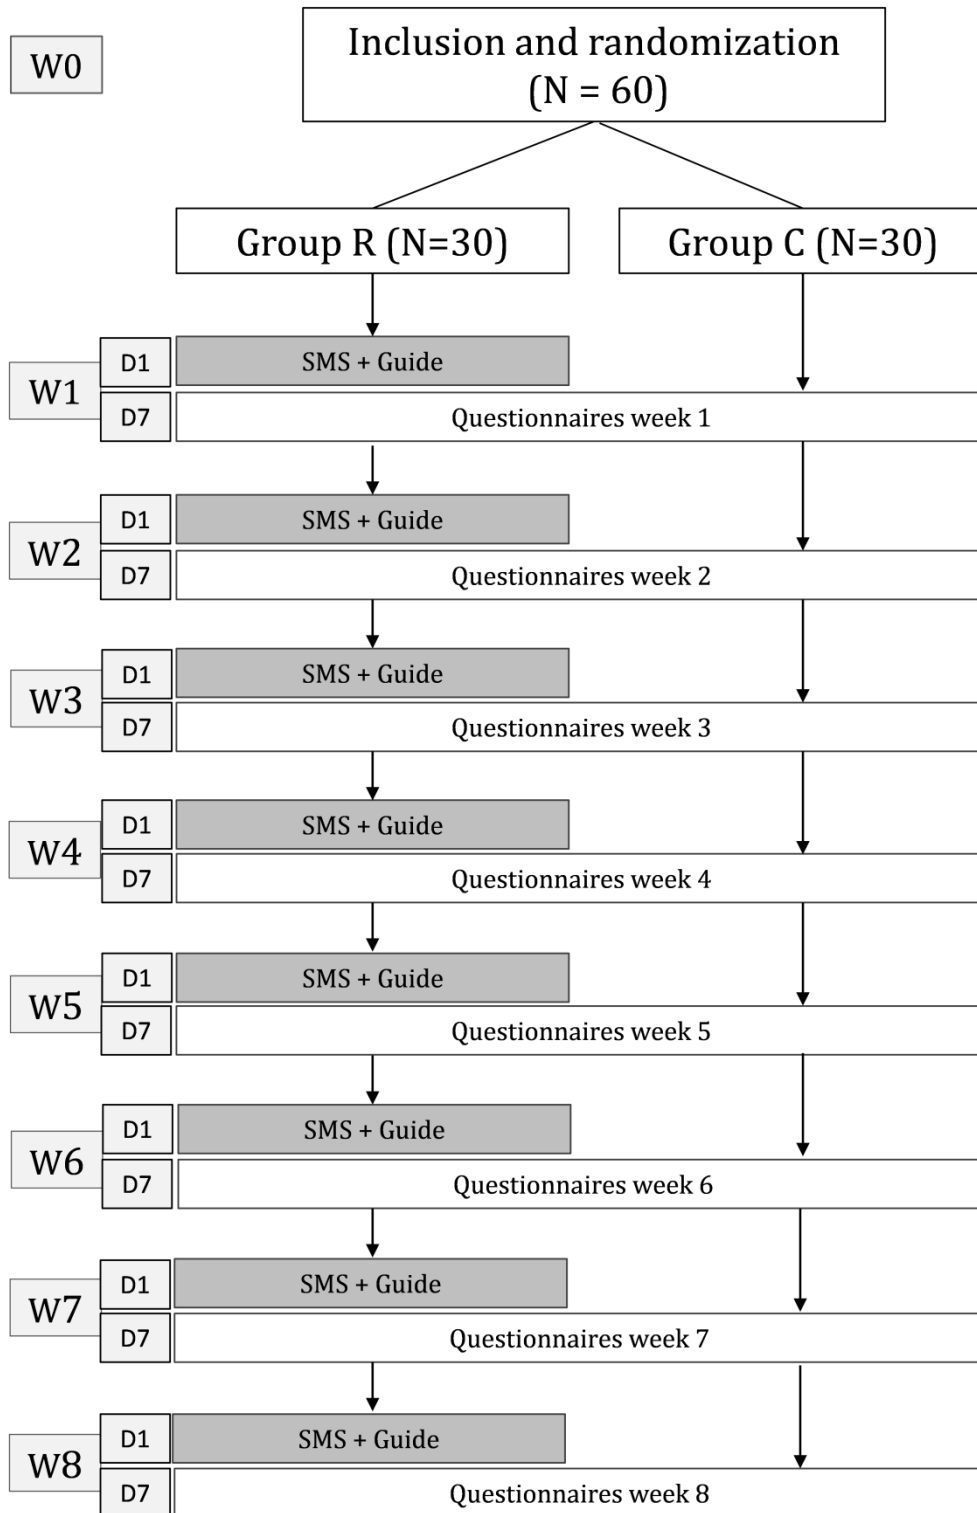 W0
Inclusion and randomization
(N = 60)
Group R (N=30)
Group C (N=30)
W1
D1
SMS + Guide
D7
Questionnaires week 1
W2
D1
SMS + Guide
D7
Questionnaires week 2
W3
D1
SMS + Guide
D7
Questionnaires week 3
W4
D1
SMS + Guide
D7
Questionnaires week 4
W5
D1
SMS + Guide
D7
Questionnaires week 5
W6
D1
SMS + Guide
D7
Questionnaires week 6
W7
D1
SMS + Guide
D7
Questionnaires week 7
W8
D1
SMS + Guide
D7
Questionnaires week 8